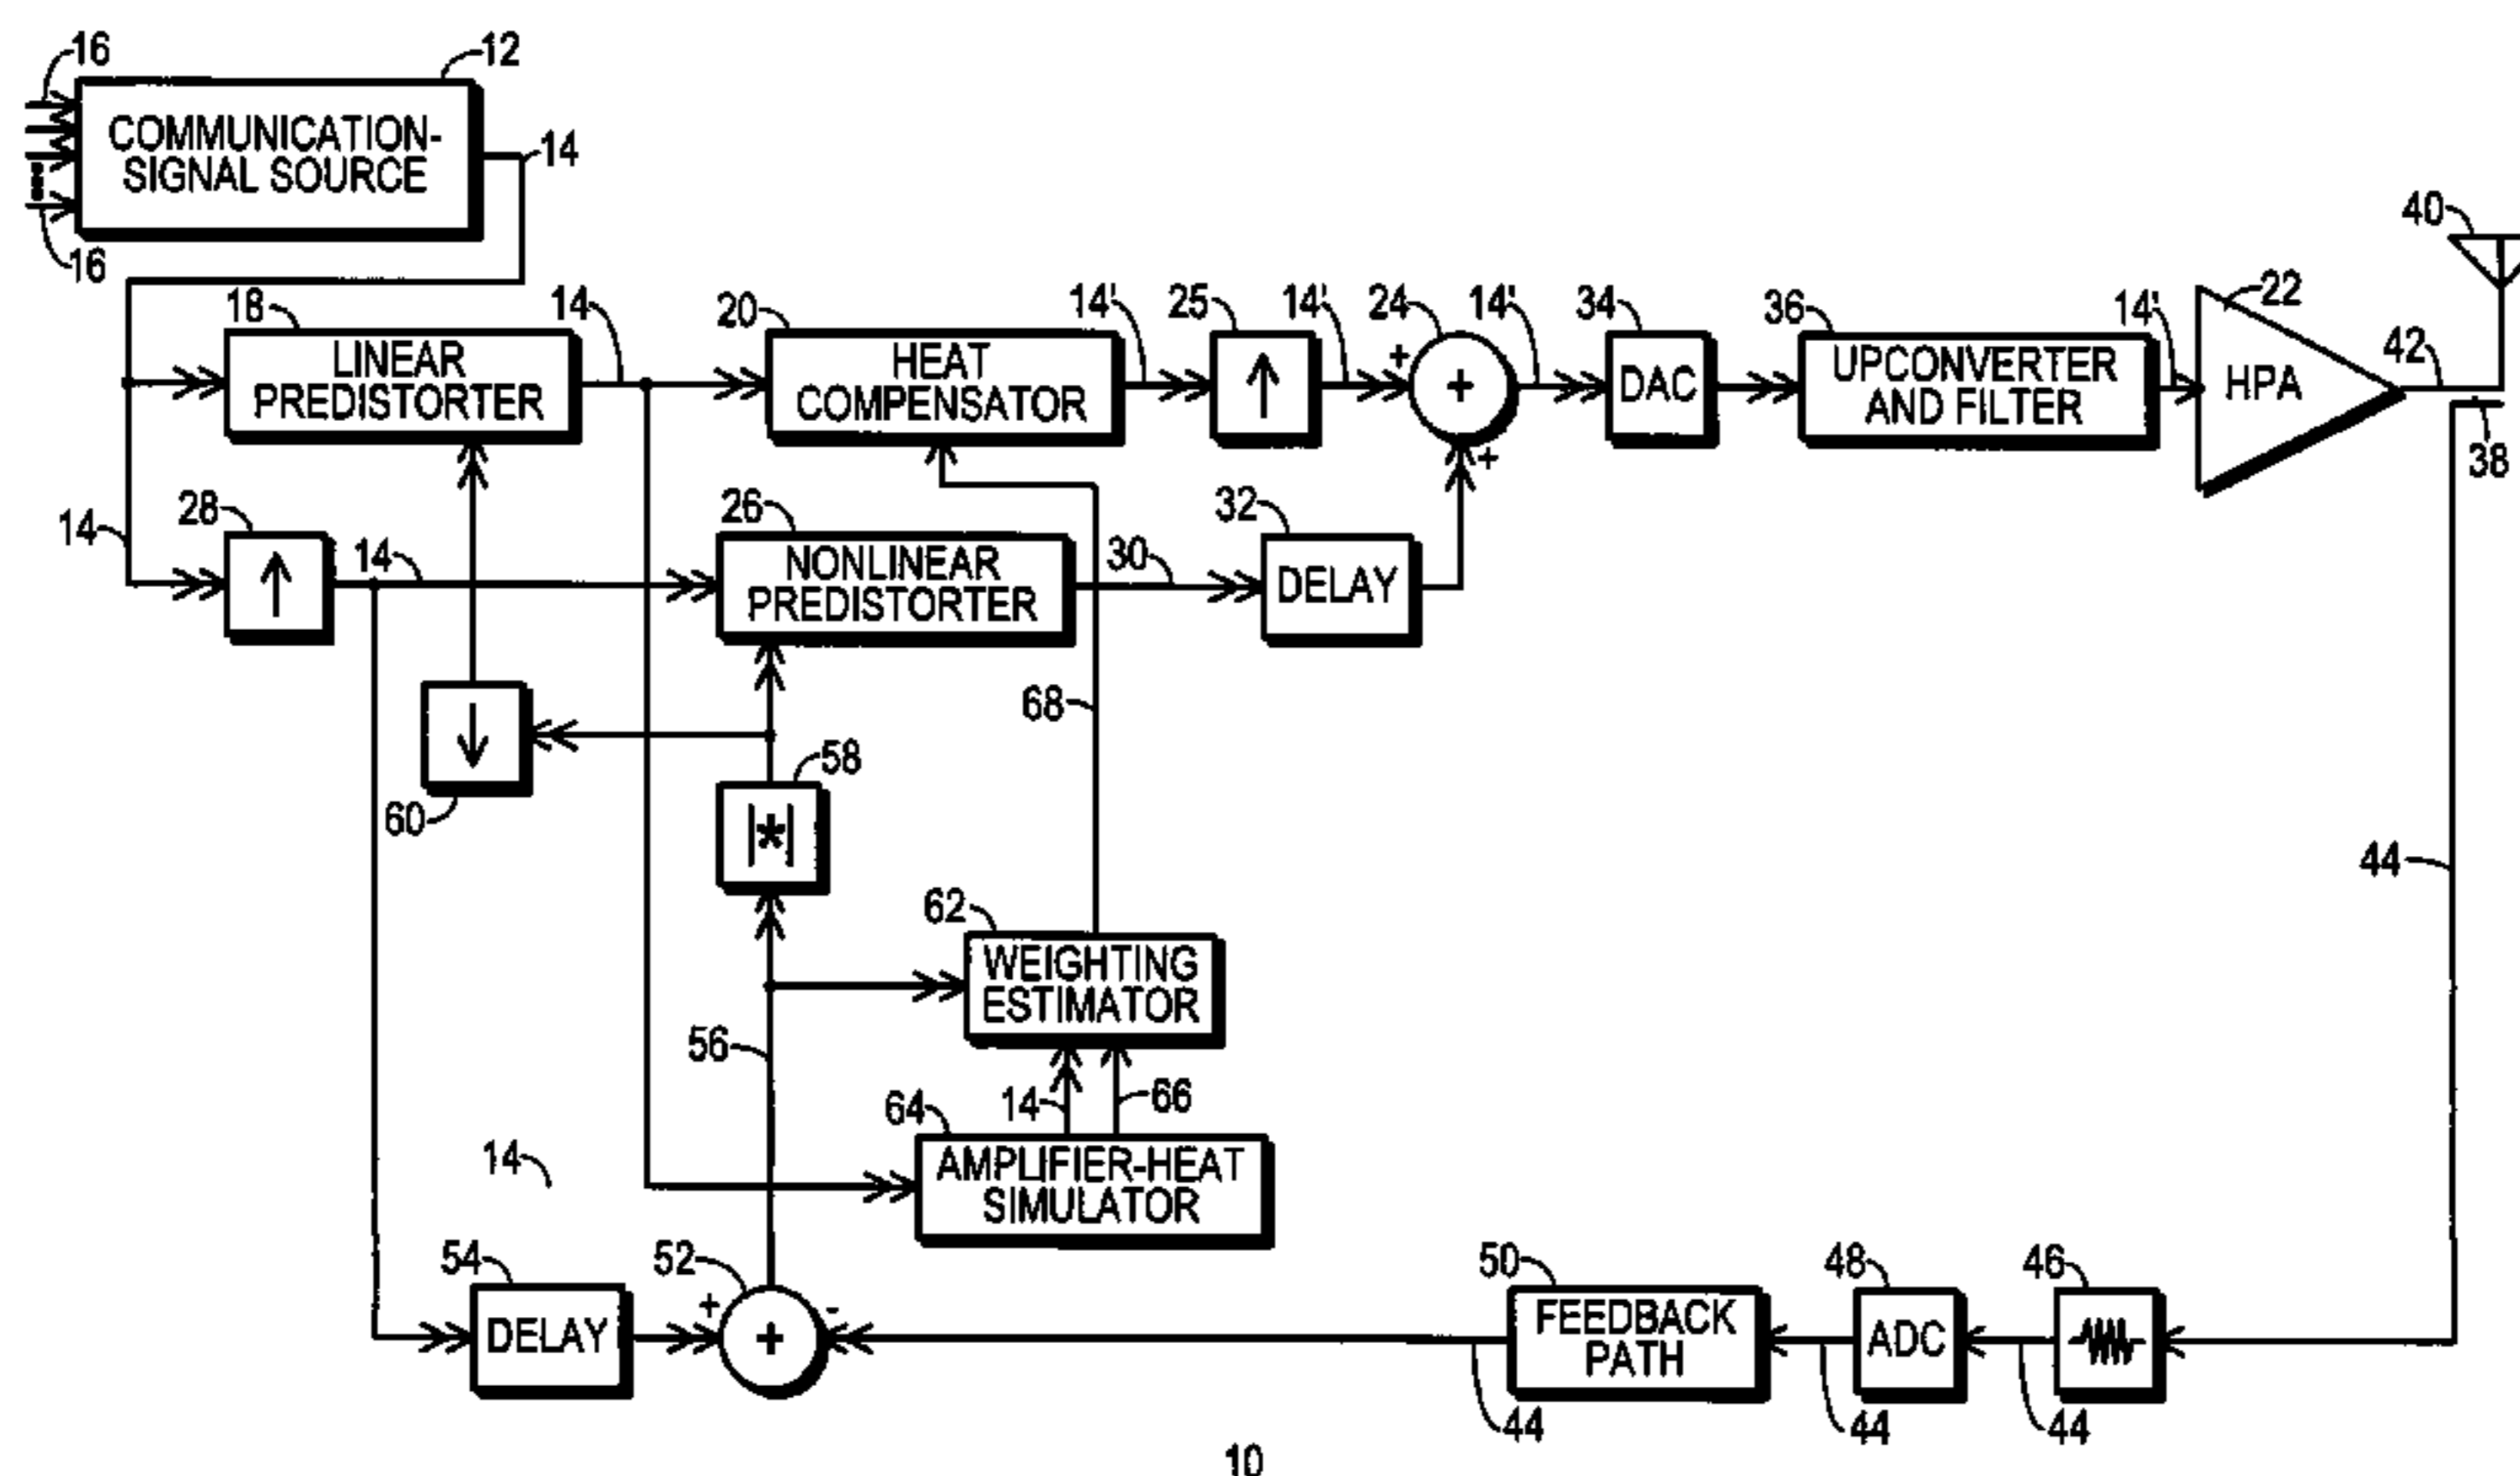 16
12
COMMUNICATION-
SIGNAL SOURCE
14
16
40
18
14
20
14'
25
14'
24
14'
34
36
14'
22
LINEAR
PREDISTORTER
HEAT
COMPENSATOR
↑
+
+
DAC
UPCONVERTER
AND FILTER
HPA
42
38
+
14
28
14
26
30
32
↑
NONLINEAR
PREDISTORTER
DELAY
68
↓
60
58
|*|
44
62
WEIGHTING
ESTIMATOR
56
14
66
64
14
AMPLIFIER-HEAT
SIMULATOR
54
52
50
48
46
DELAY
+
+
-
FEEDBACK
PATH
ADC
44
44
44
10